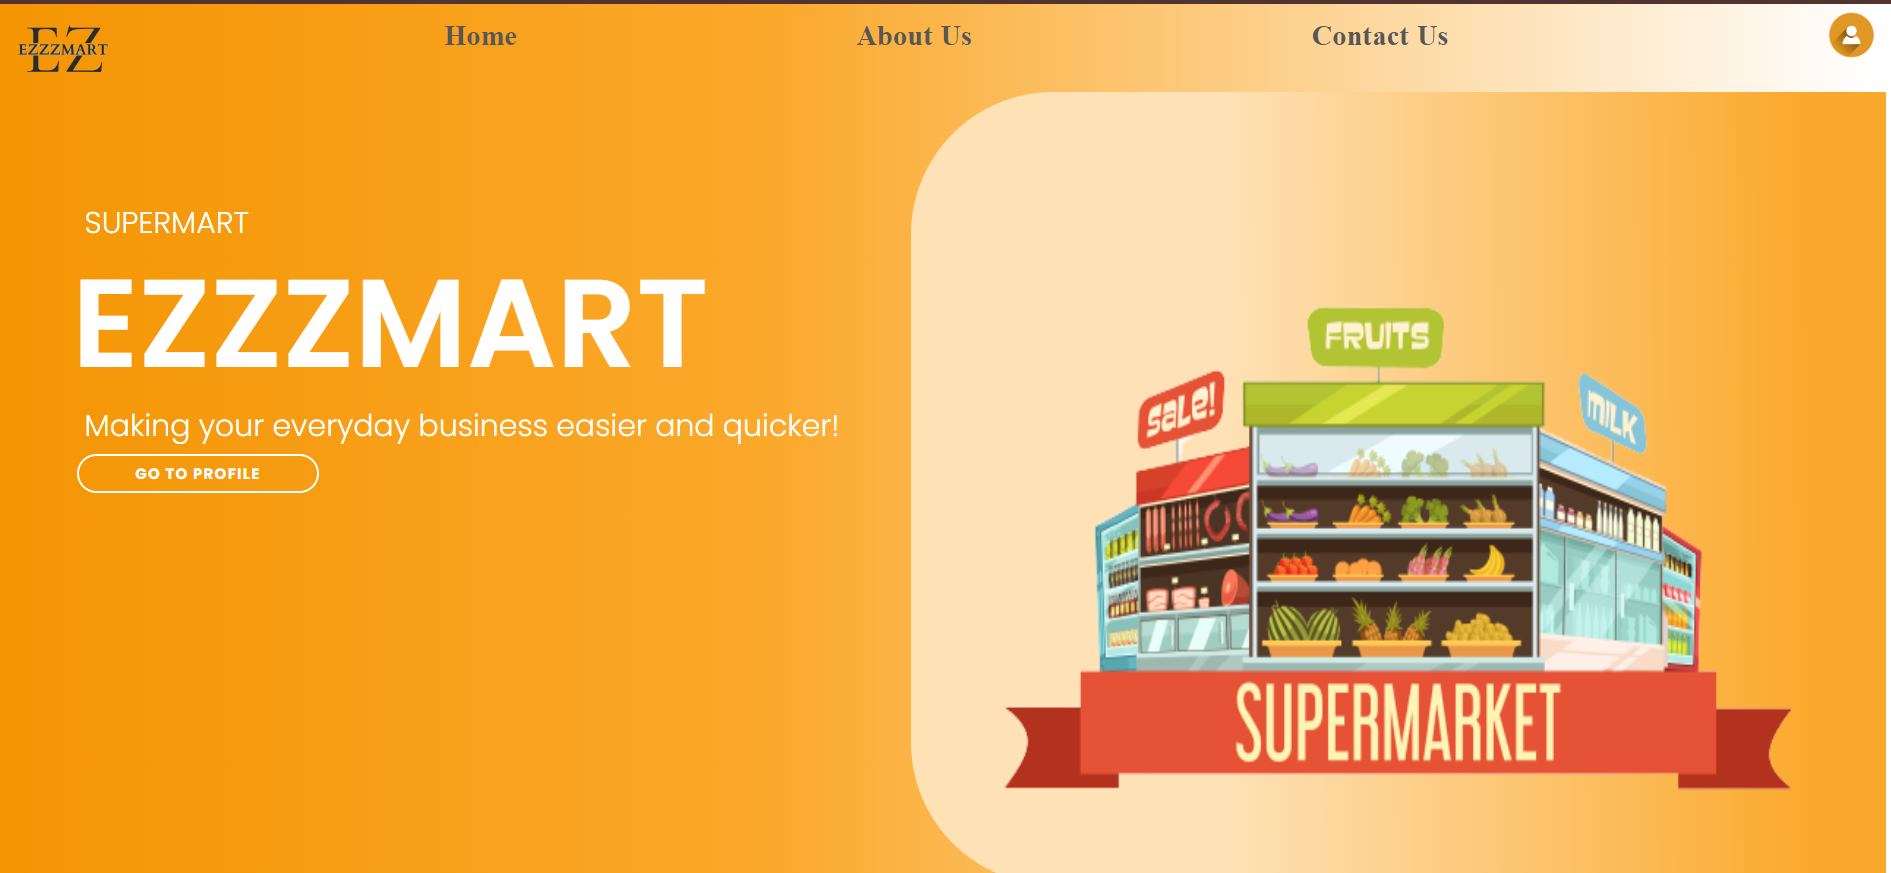 EZ
EZZZMART
Home
About Us
Contact Us
SUPERMART
EZZZMART
Making your everyday business easier and quicker!
GO TO PROFILE
FRUITS
SALE!
MILK
SUPERMARKET